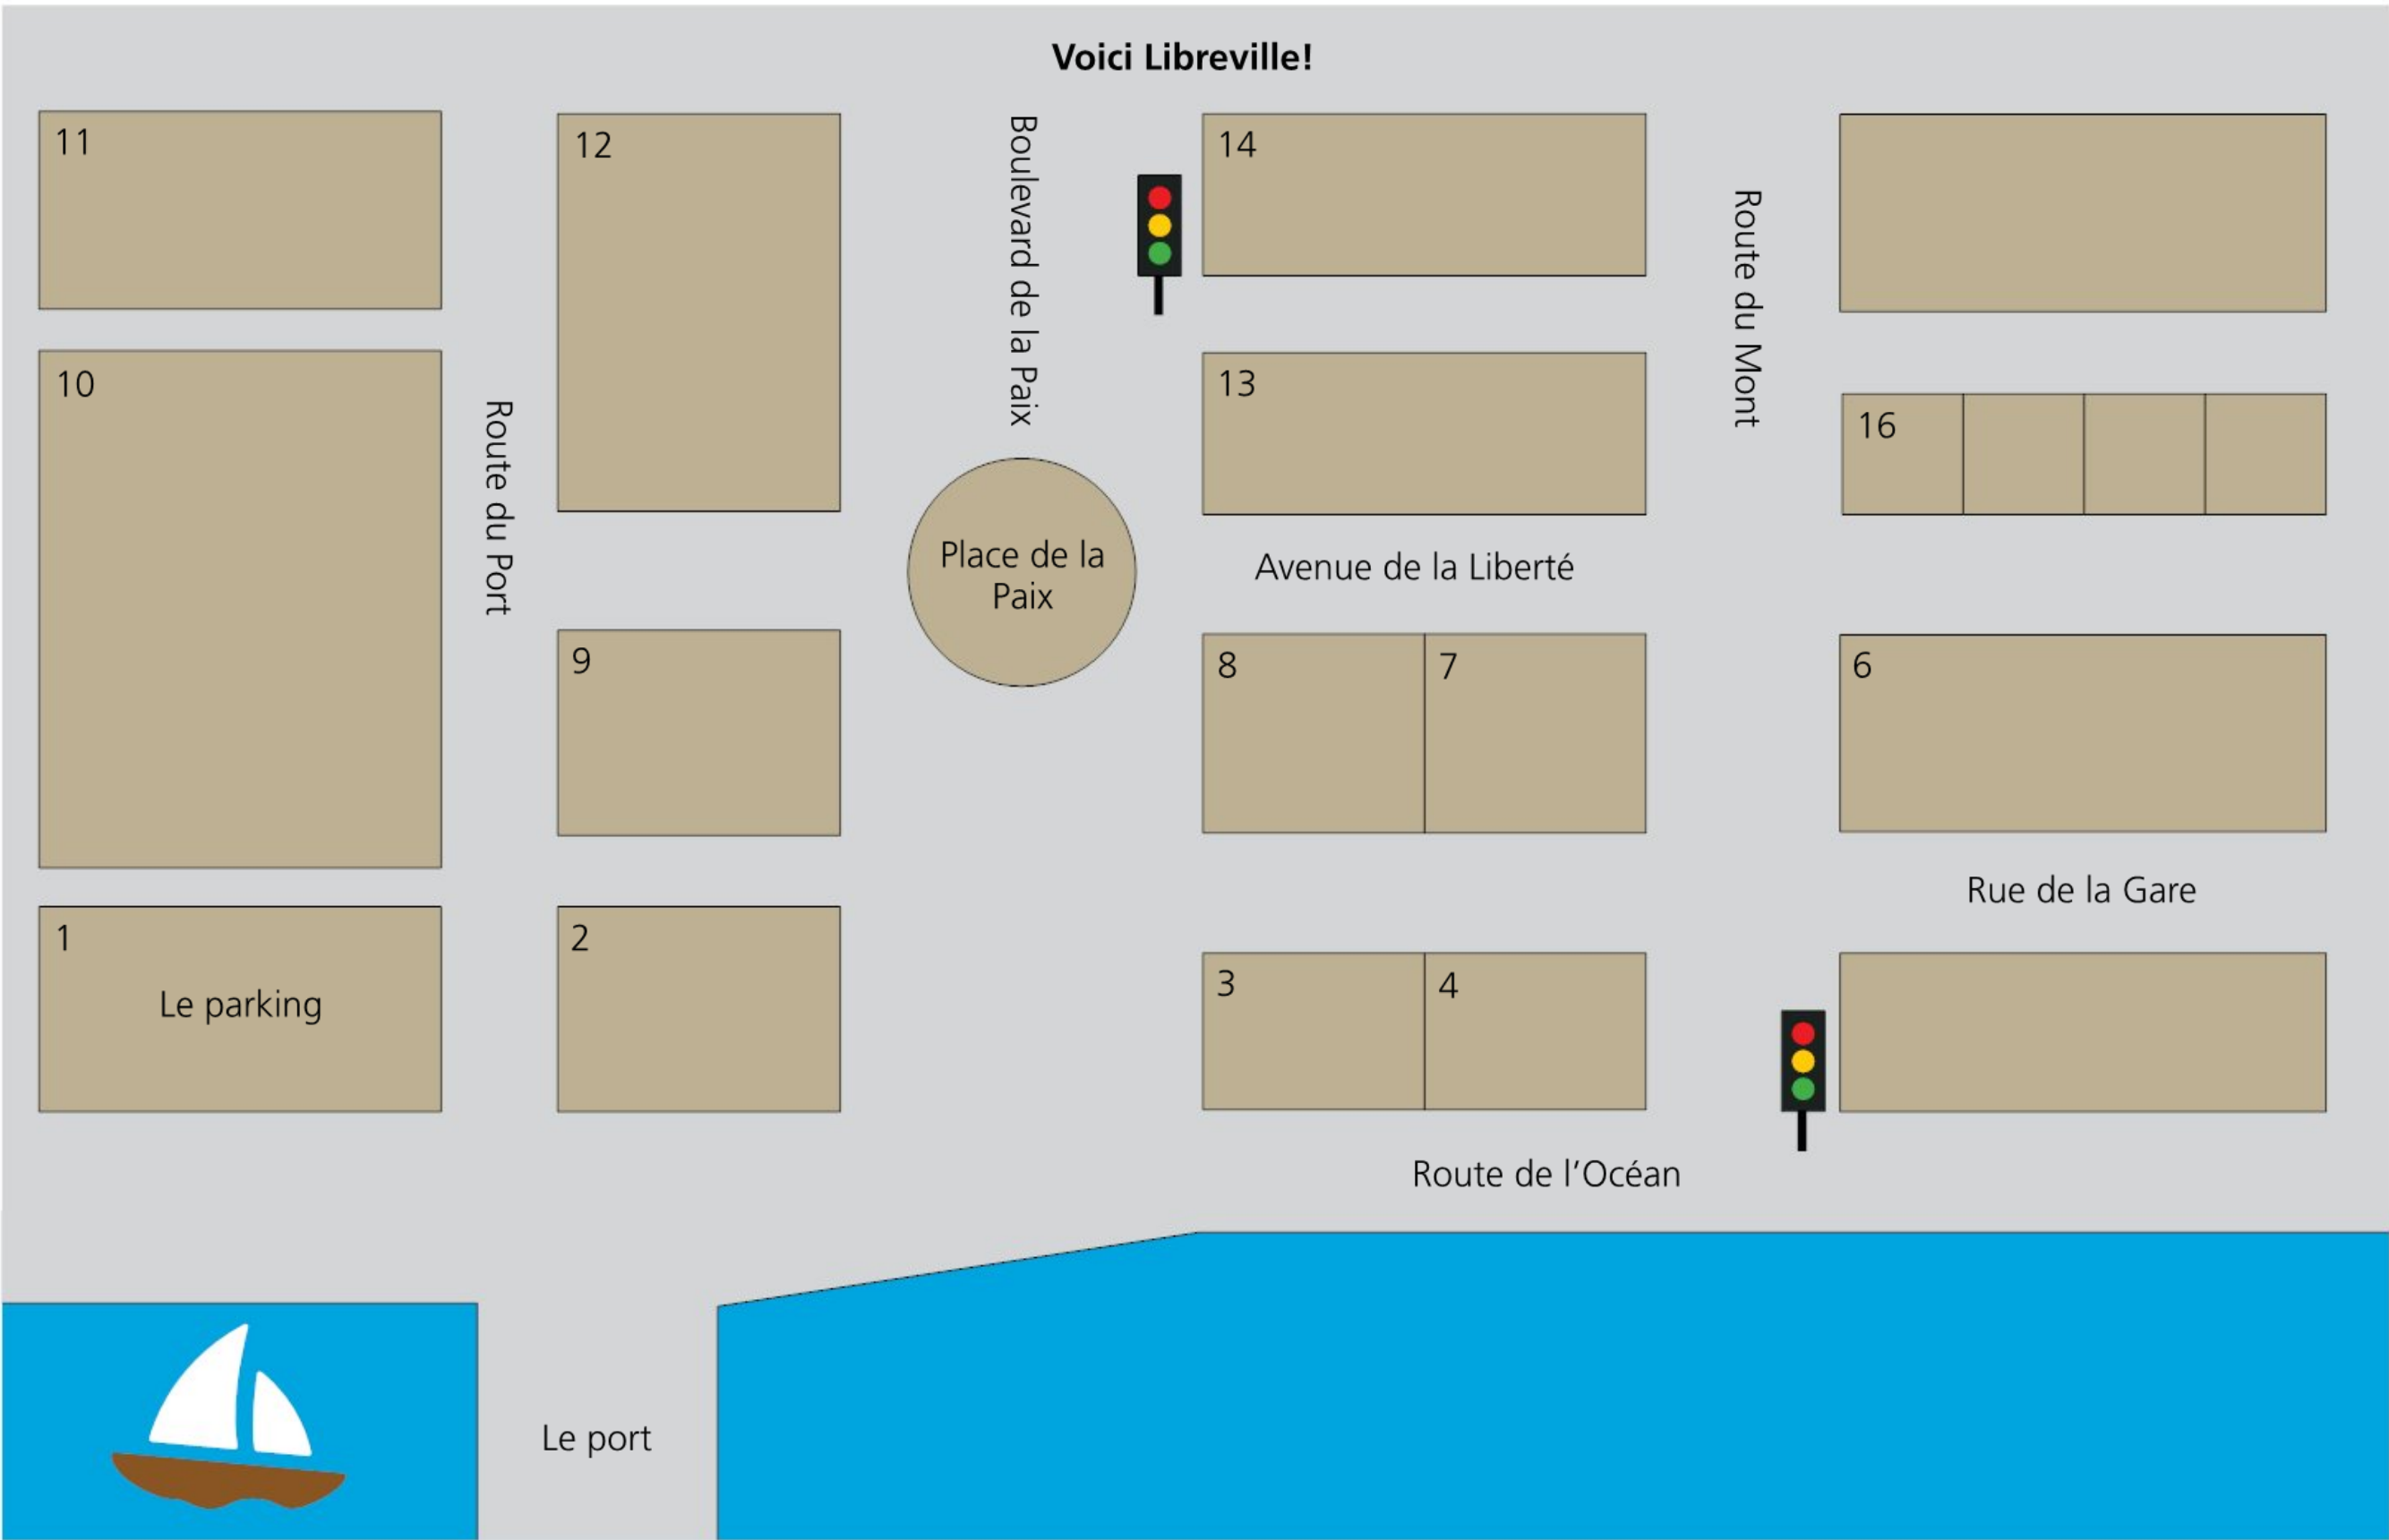 Voici Libreville!
11
12
Boulevard de la Paix
14
Route du Mont
10
Route du Port
13
16
Place de la
Paix
Avenue de la Liberté
9
8
7
6
Rue de la Gare
1
Le parking
2
3
4
Route de l’Océan
Le port